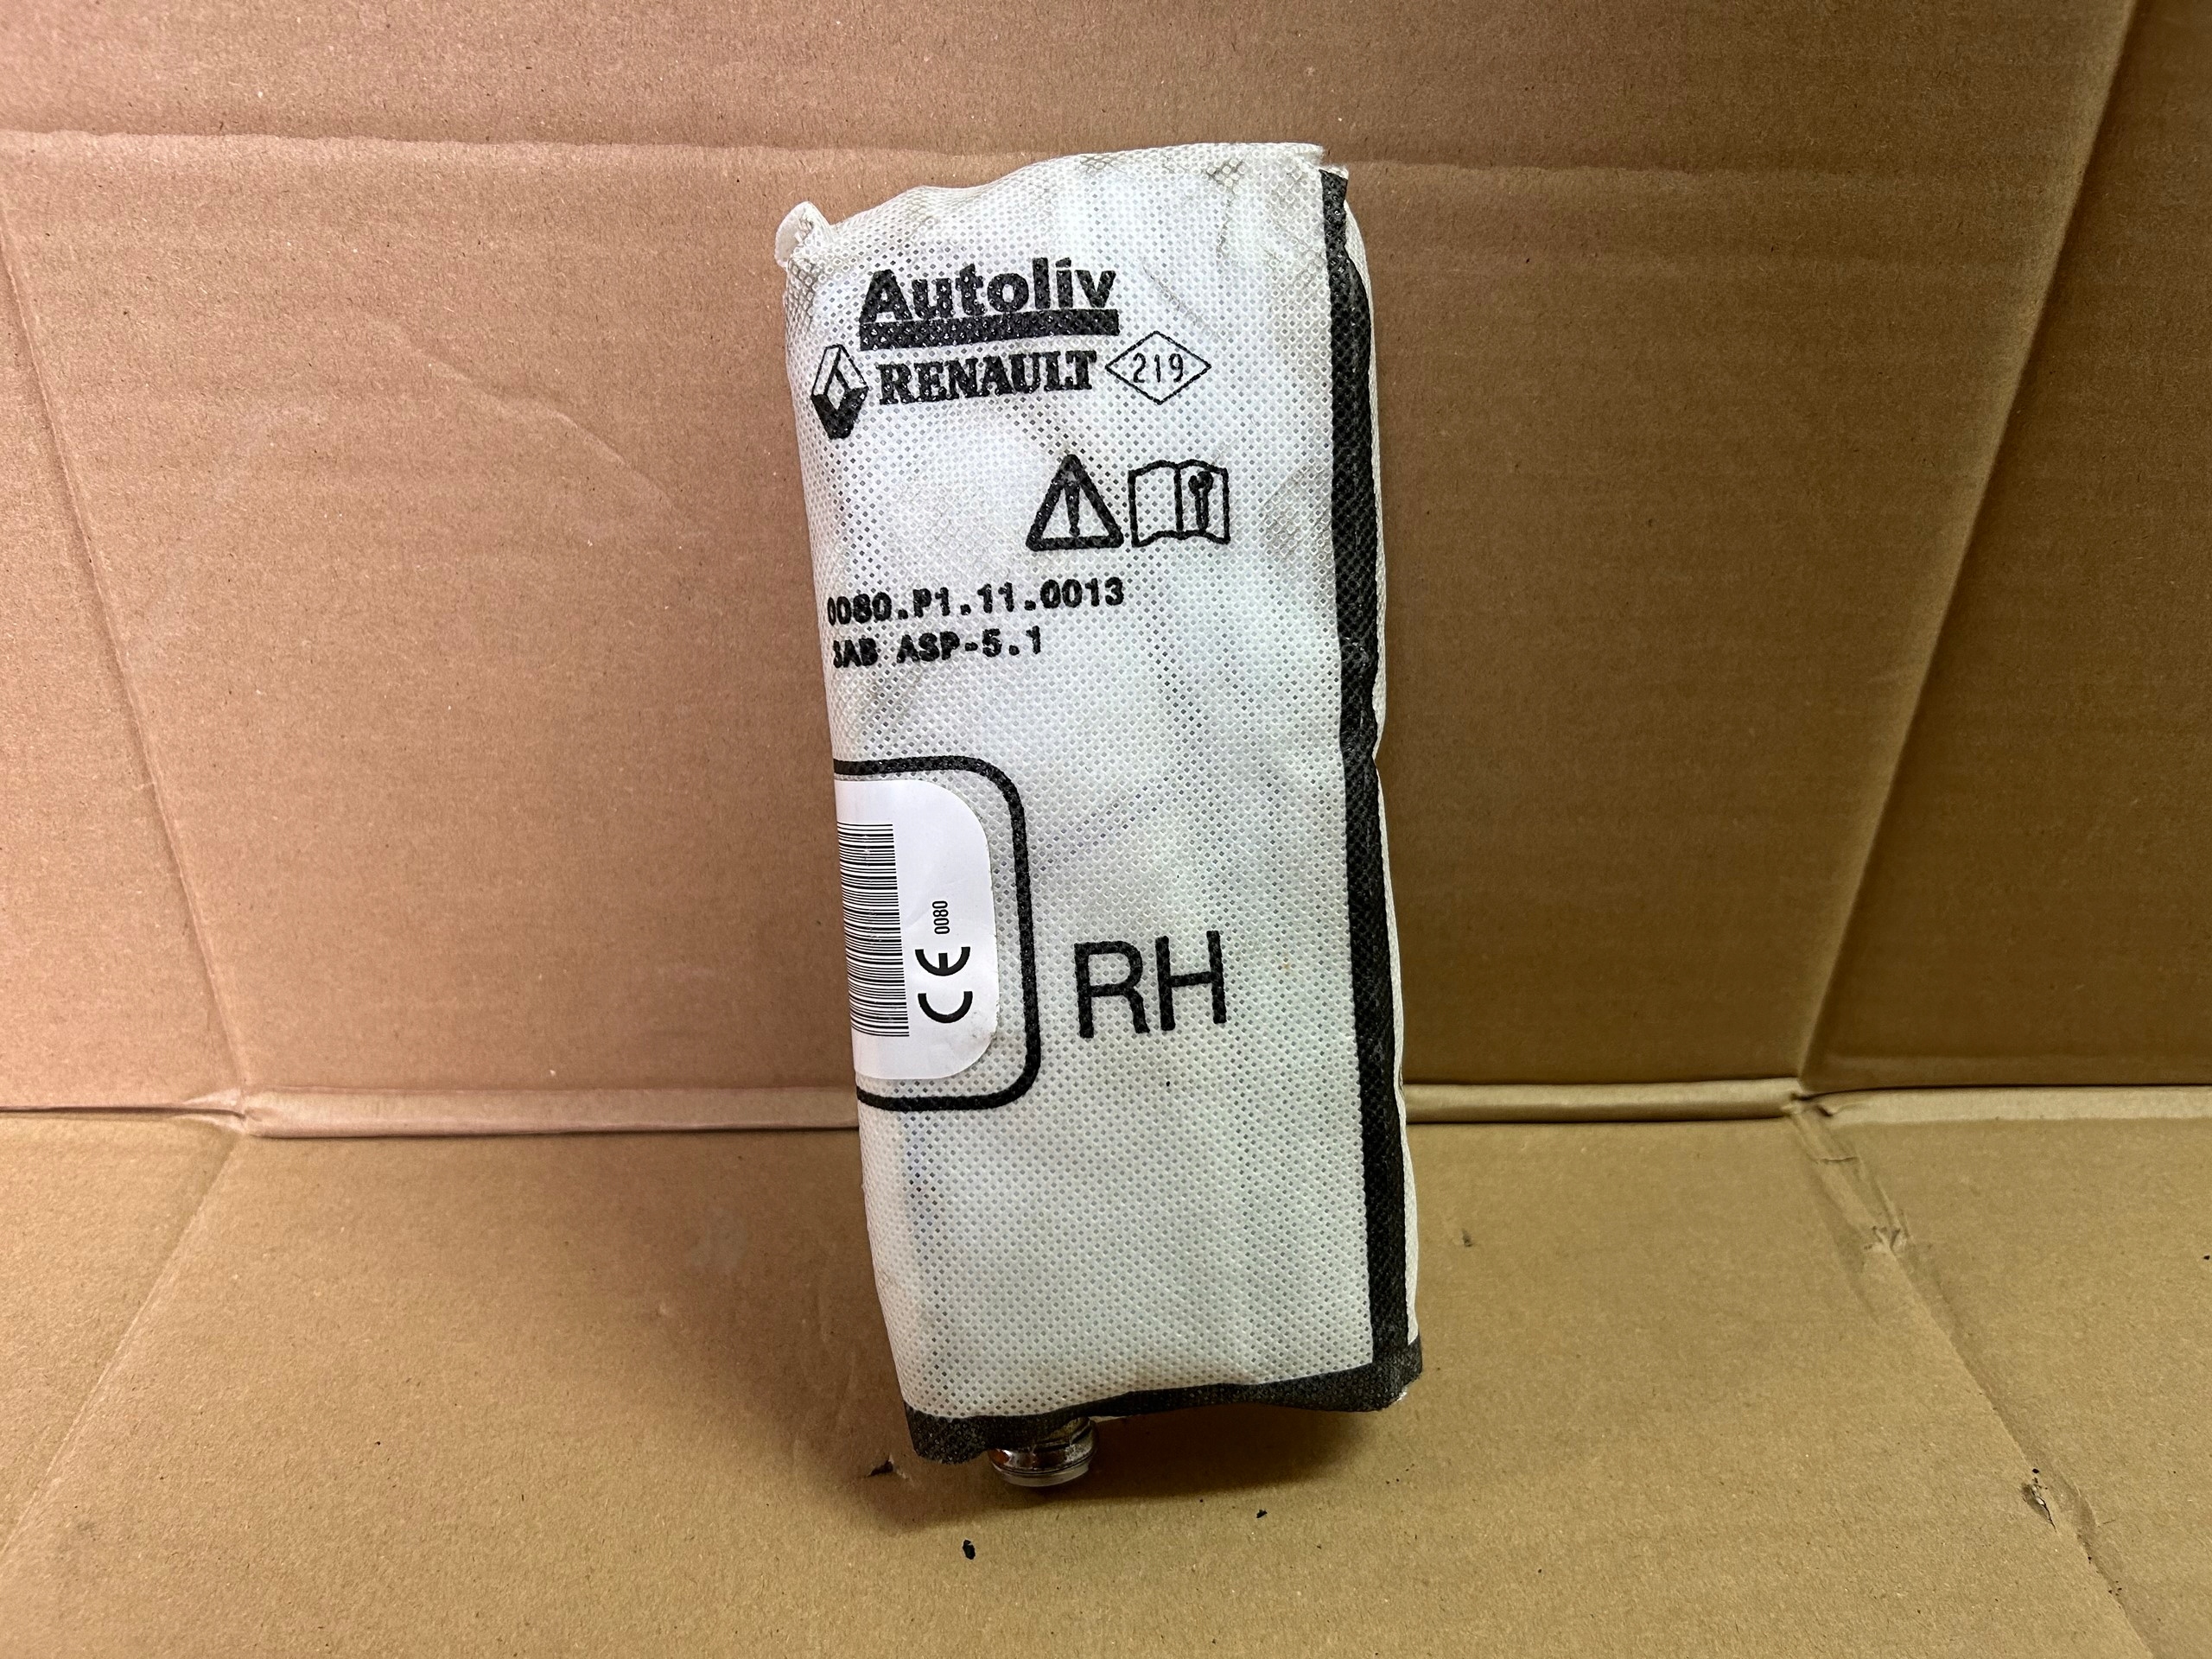 Autoliv
RENAULT 219
0080.P1.11.0013
SAB ASP-5.1
CE 0080
RH